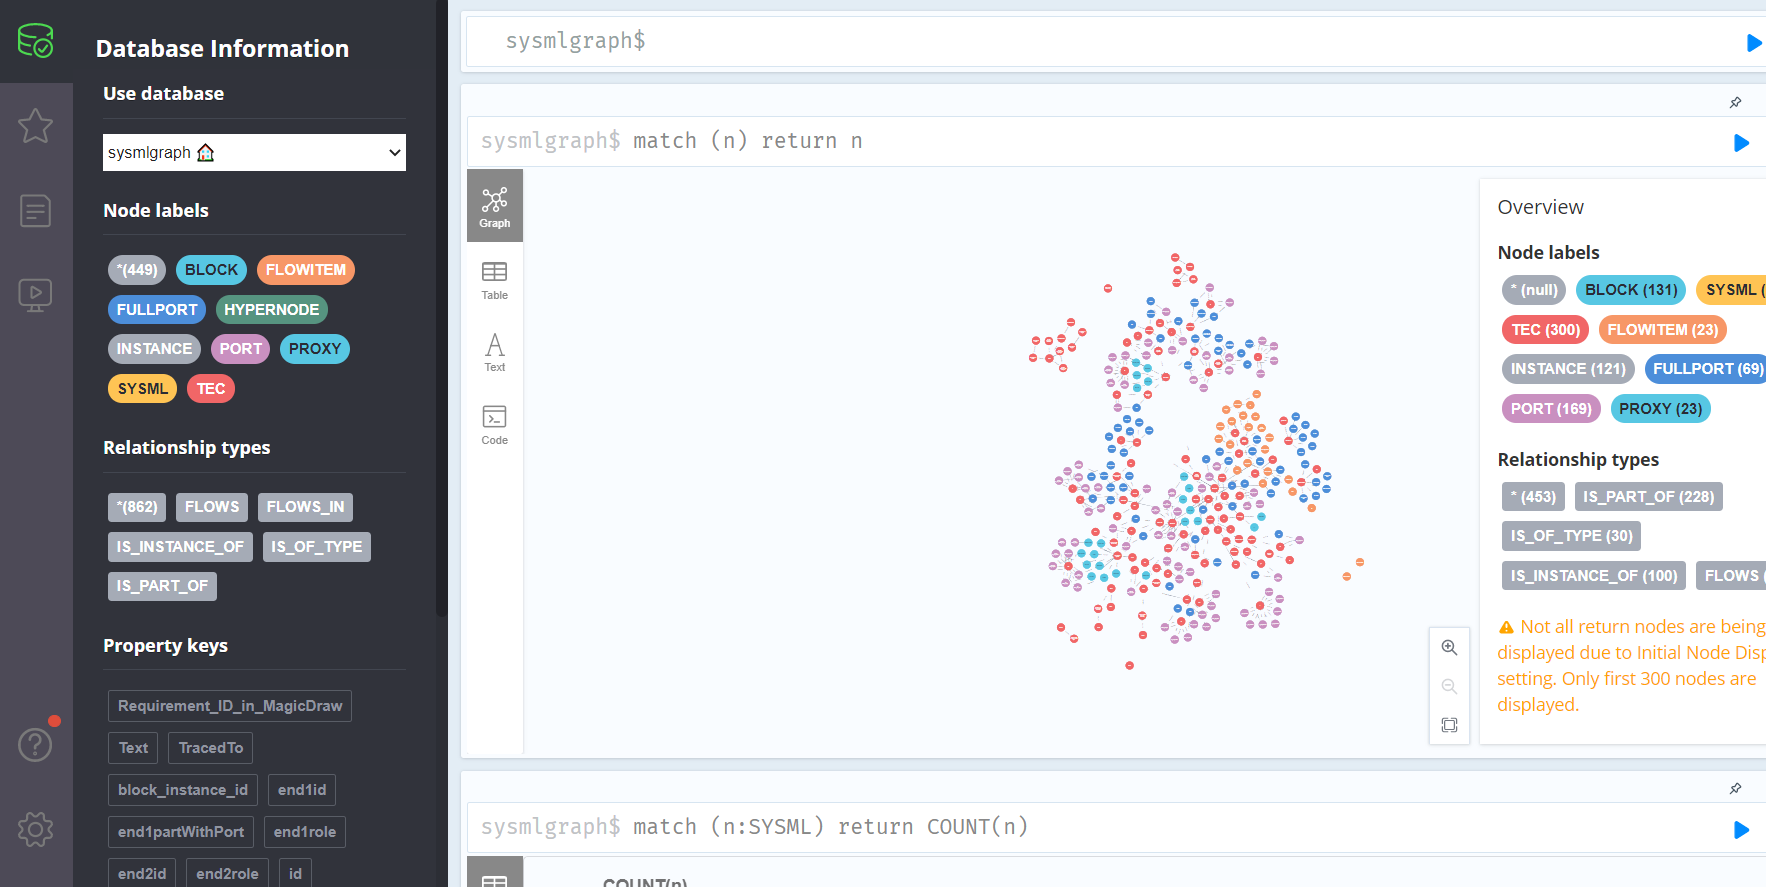 Database Information
Use database
sysmlgraph
Node labels
*(449) BLOCK FLOWITEM
FULLPORT HYPERNODE
INSTANCE PORT PROXY
SYSML TEC
Relationship types
*(862) FLOWS FLOWS_IN
IS_INSTANCE_OF IS_OF_TYPE
IS_PART_OF
Property keys
Requirement_ID_in_MagicDraw
Text TracedTo
block_instance_id end1id
end1partWithPort end1role
end2id end2role id
sysmlgraph$
sysmlgraph$ match (n) return n
Graph
Table
Text
Code
Overview
Node labels
* (null) BLOCK (131) SYSML (
TEC (300) FLOWITEM (23)
INSTANCE (121) FULLPORT (69)
PORT (169) PROXY (23)
Relationship types
* (453) IS_PART_OF (228)
IS_OF_TYPE (30)
IS_INSTANCE_OF (100) FLOWS (
Not all return nodes are being
displayed due to Initial Node Disp
setting. Only first 300 nodes are
displayed.
sysmlgraph$ match (n:SYSML) return COUNT(n)
COUNT(n)